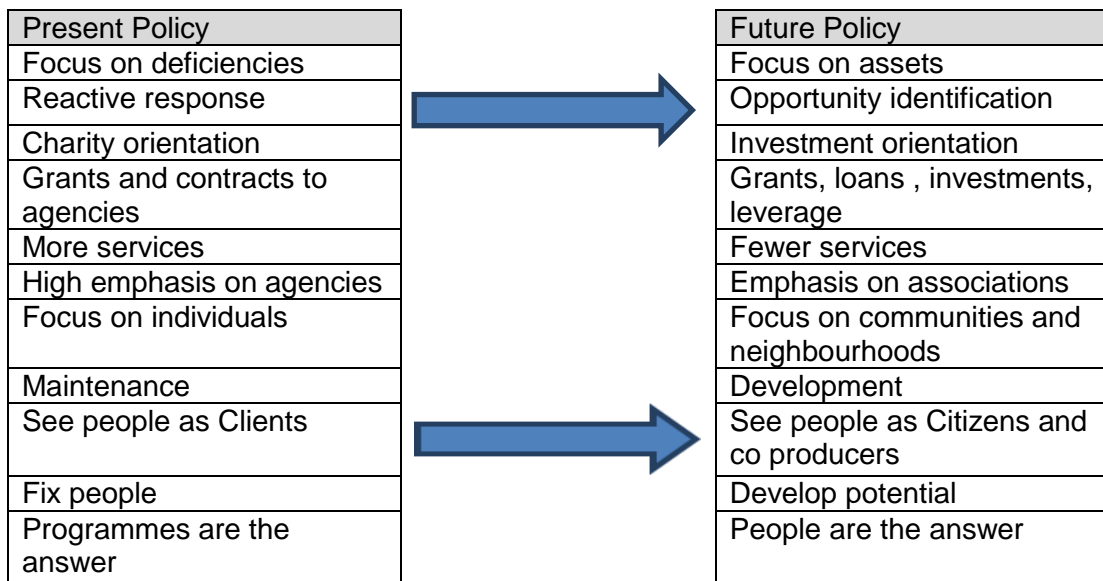 Present Policy
Focus on deficiencies
Reactive response
Charity orientation
Grants and contracts to
agencies
More services
High emphasis on agencies
Focus on individuals
Maintenance
See people as Clients
Fix people
Programmes are the
answer
Future Policy
Focus on assets
Opportunity identification
Investment orientation
Grants, loans , investments,
leverage
Fewer services
Emphasis on associations
Focus on communities and
neighbourhoods
Development
See people as Citizens and
co producers
Develop potential
People are the answer